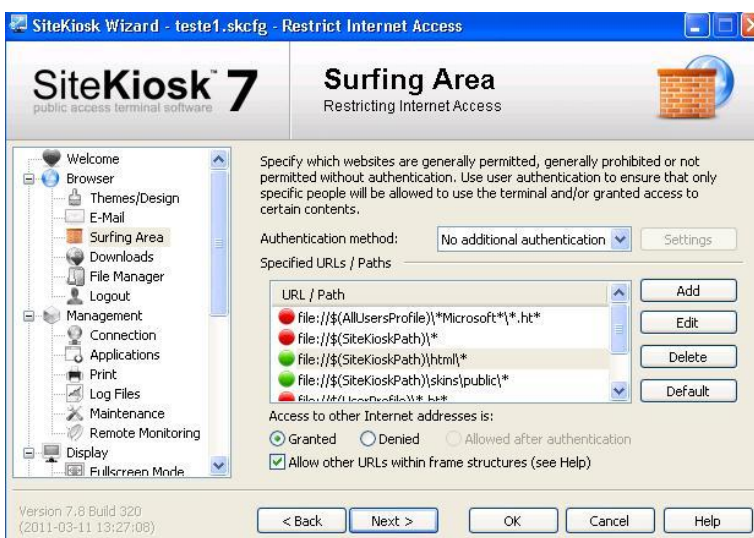 SiteKiosk Wizard - teste1.skcfg - Restrict Internet Access
SiteKiosk™ 7
public access terminal software
Surfing Area
Restricting Internet Access
Welcome
Browser
Themes/Design
E-Mail
Surfing Area
Downloads
File Manager
Logout
Management
Connection
Applications
Print
Log Files
Maintenance
Remote Monitoring
Display
Fullscreen Mode
Specify which websites are generally permitted, generally prohibited or not
permitted without authentication. Use user authentication to ensure that only
specific people will be allowed to use the terminal and/or granted access to
certain contents.
Authentication method: No additional authentication Settings
Specified URLs / Paths
URL / Path
file://$(AllUsersProfile)\*Microsoft*\*.ht*
file://$(SiteKioskPath)\*
file://$(SiteKioskPath)\html\*
file://$(SiteKioskPath)\skins\public\*
Add
Edit
Delete
Default
Access to other Internet addresses is:
Granted Denied Allowed after authentication
Allow other URLs within frame structures (see Help)
Version 7.8 Build 320
(2011-03-11 13:27:08)
< Back Next > OK Cancel Help